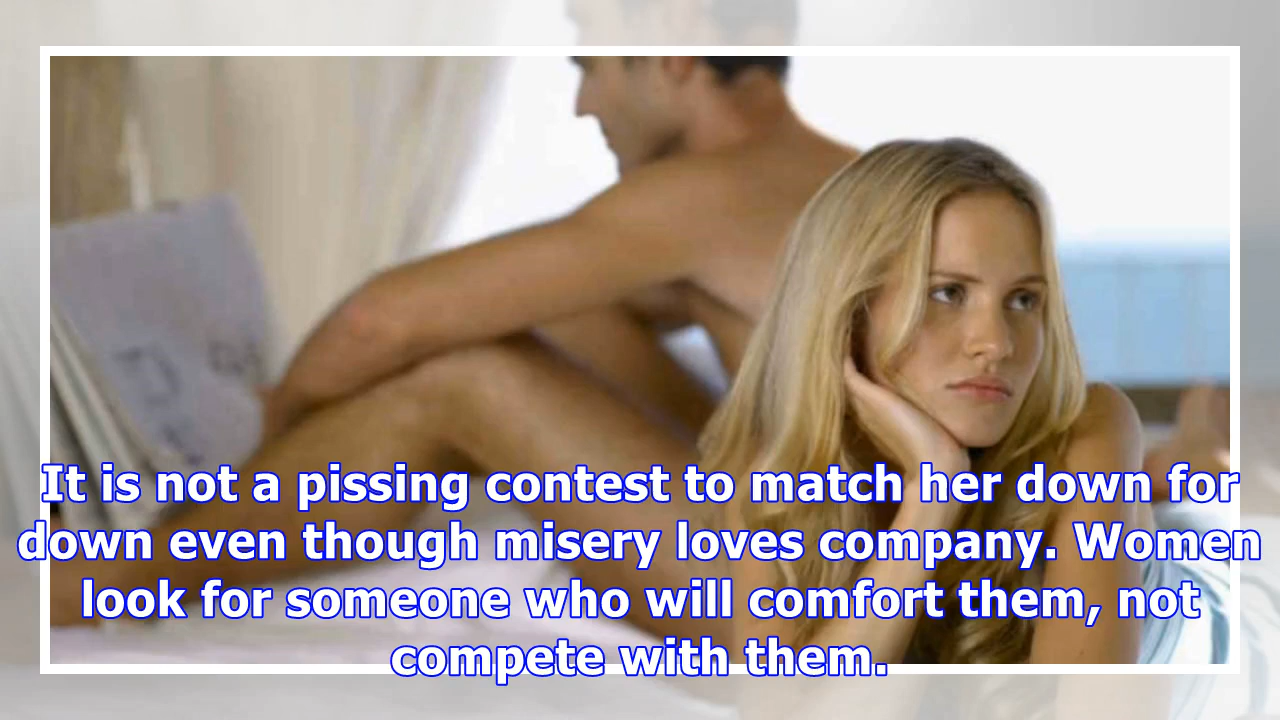 It is not a pissing contest to match her down for
down even though misery loves company. Women
look for someone who will comfort them, not
compete with them.